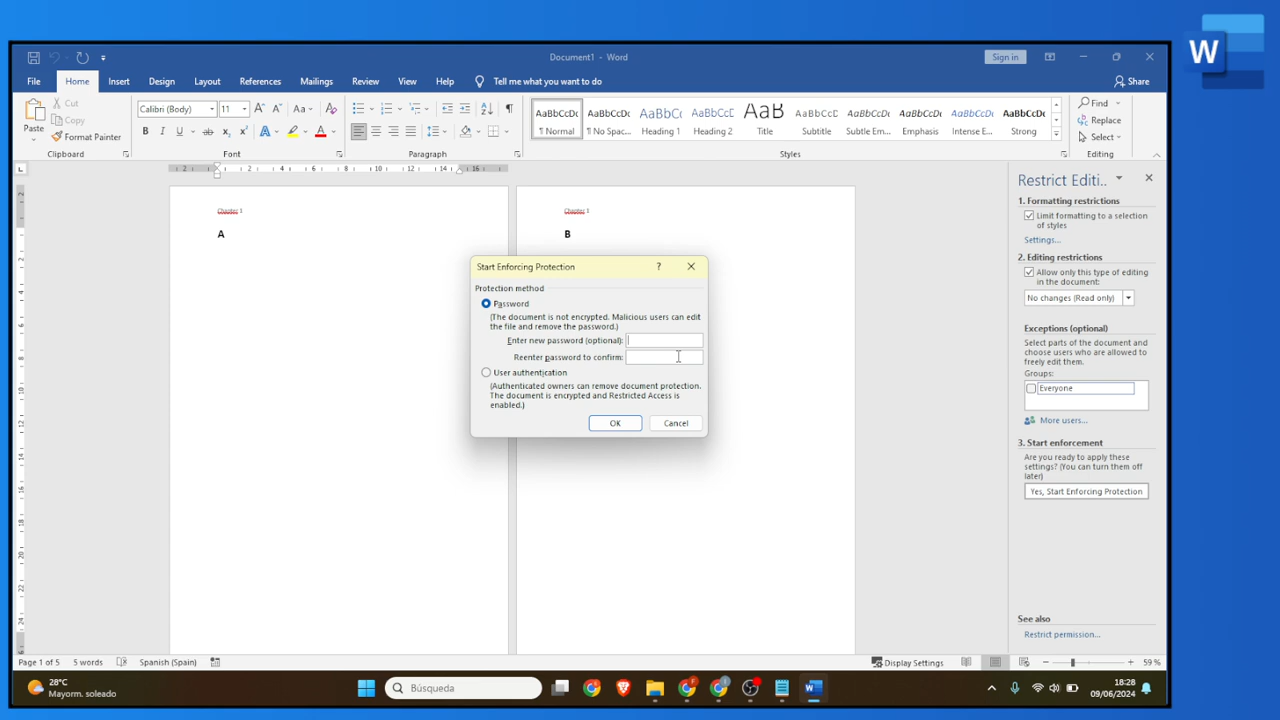 W
Document1 - Word
Sign in
File
Home
Insert
Design
Layout
References
Mailings
Review
View
Help
Tell me what you want to do
Share
Paste
Cut
Copy
Format Painter
Clipboard
Calibri (Body)
11
Font
Paragraph
AaBbCcDc
¶ Normal
AaBbCcDc
¶ No Spac...
AaBbCc
Heading 1
AaBbCcD
Heading 2
AaB
Title
AaBbCcD
Subtitle
AaBbCcDc
Subtle Em...
AaBbCcDc
Emphasis
AaBbCcDc
Intense E...
AaBbCcDc
Strong
Styles
Find
Replace
Select
Editing
2 2 4 6 8 10 12 14 16
Chapter 1
A
Chapter 1
B
Start Enforcing Protection
? ×
Protection method
Password
(The document is not encrypted. Malicious users can edit
the file and remove the password.)
Enter new password (optional):
Reenter password to confirm:
User authentication
(Authenticated owners can remove document protection.
The document is encrypted and Restricted Access is
enabled.)
OK
Cancel
Restrict Editi..
1. Formatting restrictions
Limit formatting to a selection
of styles
Settings...
2. Editing restrictions
Allow only this type of editing
in the document:
No changes (Read only)
Exceptions (optional)
Select parts of the document and
choose users who are allowed to
freely edit them.
Groups:
Everyone
More users...
3. Start enforcement
Are you ready to apply these
settings? (You can turn them off
later)
Yes, Start Enforcing Protection
See also
Restrict permission...
Page 1 of 5
5 words
Spanish (Spain)
Display Settings
59 %
28°C
Mayorm. soleado
Búsqueda
18:28
09/06/2024